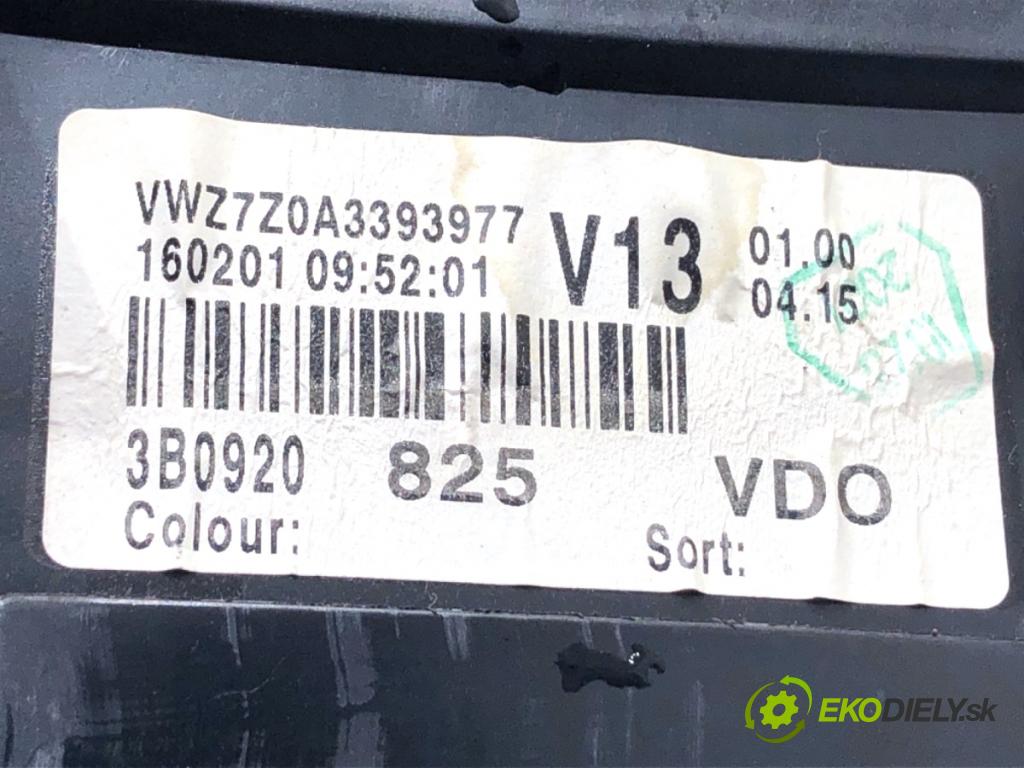 VWZ7Z0A3393977
160201 09:52:01
V13
01.00
04.15
3B0920 825 VDO
Colour: Sort:
EKODIELY.sk